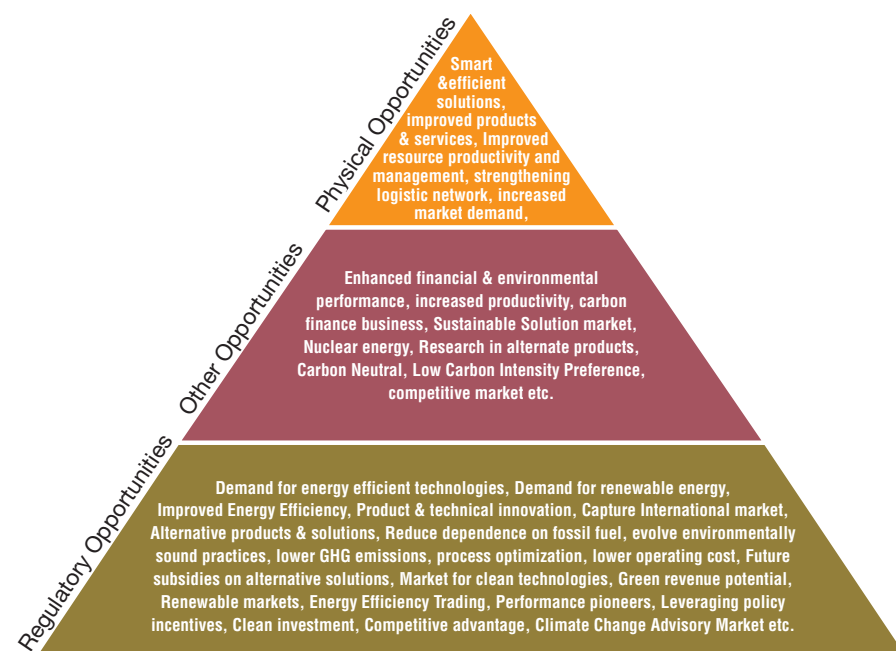 Physical Opportunities
Smart
&efficient
solutions,
improved products
& services, Improved
resource productivity and
management, strengthening
logistic network, increased
market demand,
Other Opportunities
Enhanced financial & environmental
performance, increased productivity, carbon
finance business, Sustainable Solution market,
Nuclear energy, Research in alternate products,
Carbon Neutral, Low Carbon Intensity Preference,
competitive market etc.
Regulatory Opportunities
Demand for energy efficient technologies, Demand for renewable energy,
Improved Energy Efficiency, Product & technical innovation, Capture International market,
Alternative products & solutions, Reduce dependence on fossil fuel, evolve environmentally
sound practices, lower GHG emissions, process optimization, lower operating cost, Future
subsidies on alternative solutions, Market for clean technologies, Green revenue potential,
Renewable markets, Energy Efficiency Trading, Performance pioneers, Leveraging policy
incentives, Clean investment, Competitive advantage, Climate Change Advisory Market etc.